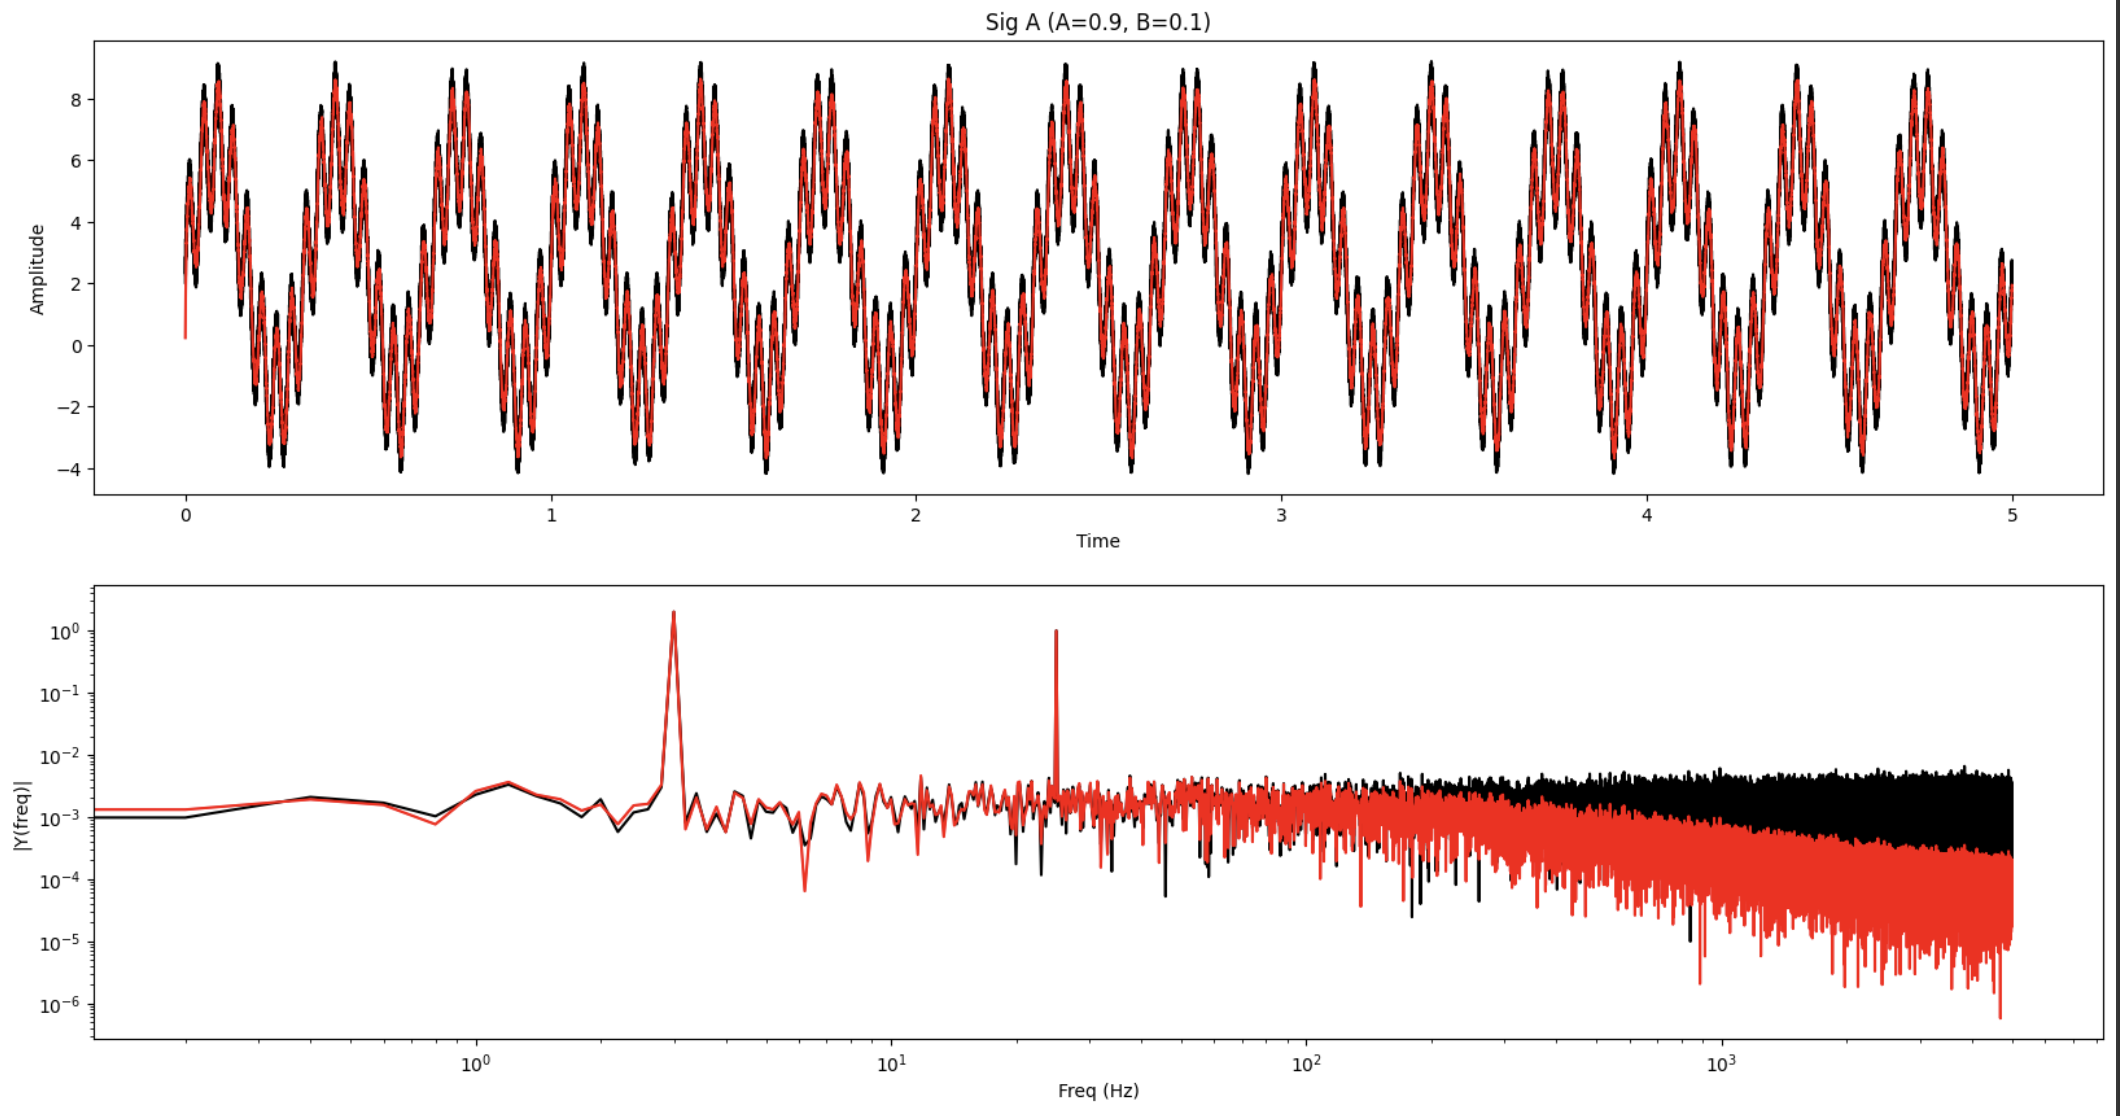 Sig A (A=0.9, B=0.1)
8
6
4
2
0
−2
−4
Amplitude
0 1 2 3 4 5
Time
10⁰
10⁻¹
10⁻²
10⁻³
10⁻⁴
10⁻⁵
10⁻⁶
|Y(freq)|
10⁰ 10¹ 10² 10³
Freq (Hz)